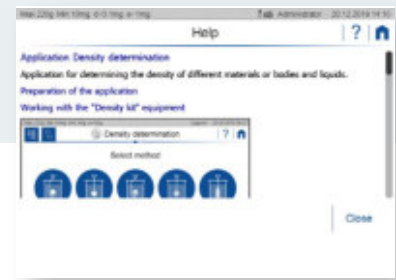 Max 220g Min 10mg d=0.1mg e=1mg Administrator 20.12.2019 14:10
Help ?
Application Density determination
Application for determining the density of different materials or bodies and liquids.
Preparation of the application
Working with the "Density kit" equipment
Density determination ?
Select method
Close